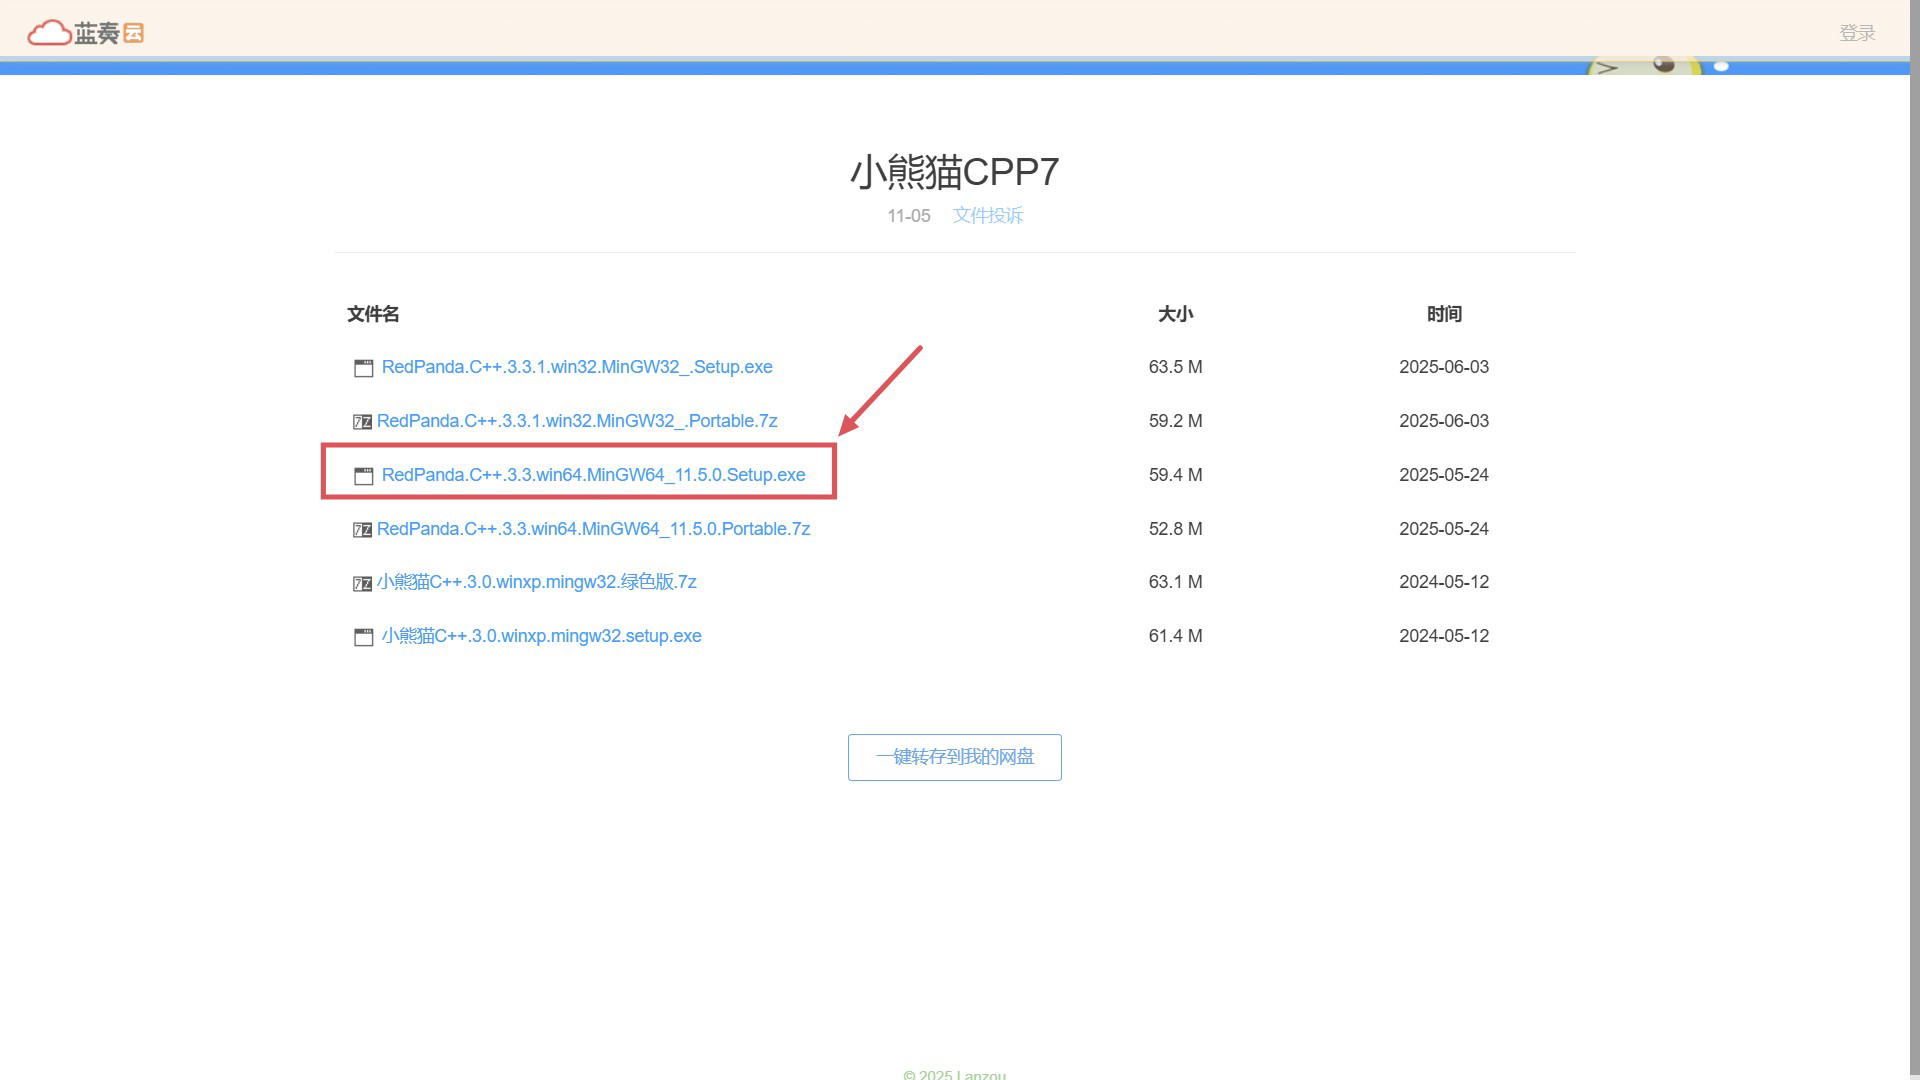 蓝奏云
登录
小熊猫CPP7
11-05 文件投诉
文件名 大小 时间
RedPanda.C++.3.3.1.win32.MinGW32_.Setup.exe 63.5 M 2025-06-03
RedPanda.C++.3.3.1.win32.MinGW32_.Portable.7z 59.2 M 2025-06-03
RedPanda.C++.3.3.win64.MinGW64_11.5.0.Setup.exe 59.4 M 2025-05-24
RedPanda.C++.3.3.win64.MinGW64_11.5.0.Portable.7z 52.8 M 2025-05-24
小熊猫C++.3.0.winxp.mingw32.绿色版.7z 63.1 M 2024-05-12
小熊猫C++.3.0.winxp.mingw32.setup.exe 61.4 M 2024-05-12
一键转存到我的网盘
© 2025 Lanzou